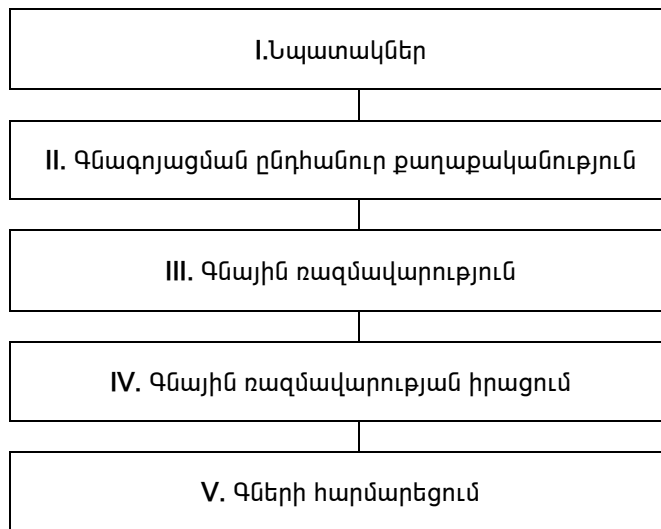 I.Նպատակներ
II. Գնագոյացման ընդհանուր քաղաքականություն
III. Գնային ռազմավարություն
IV. Գնային ռազմավարության իրացում
V. Գների հարմարեցում